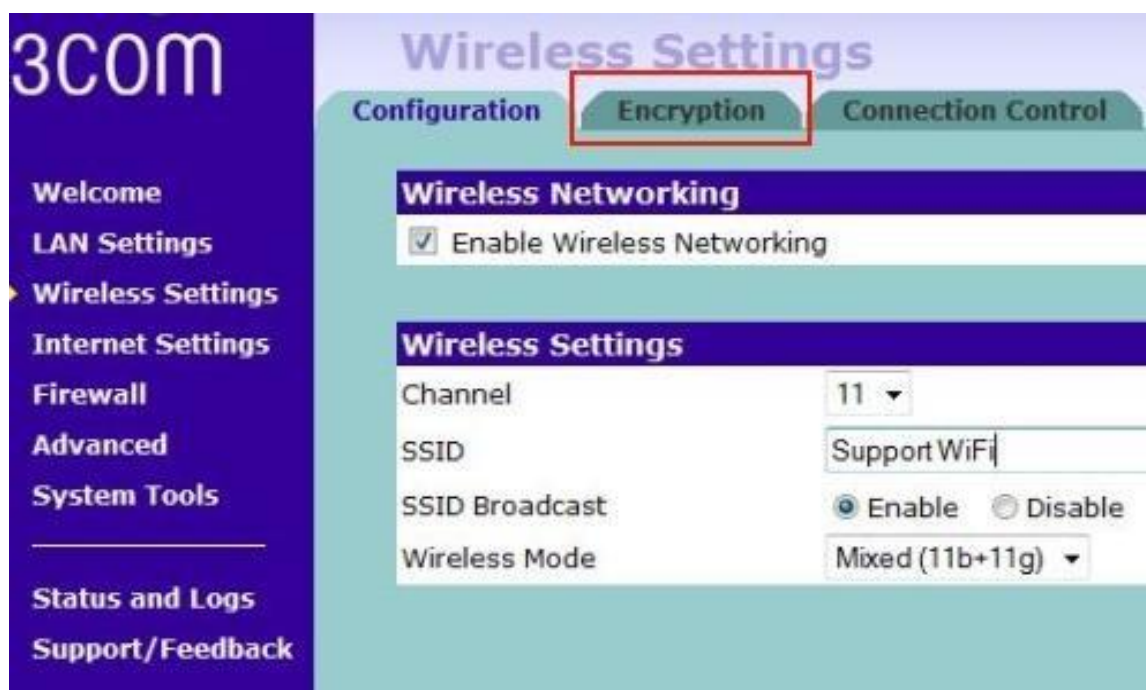 3COM
Wireless Settings
Configuration
Encryption
Connection Control
Welcome
LAN Settings
Wireless Settings
Internet Settings
Firewall
Advanced
System Tools
Status and Logs
Support/Feedback
Wireless Networking
Enable Wireless Networking
Wireless Settings
Channel 11
SSID Support WiFi
SSID Broadcast Enable Disable
Wireless Mode Mixed (11b+11g)